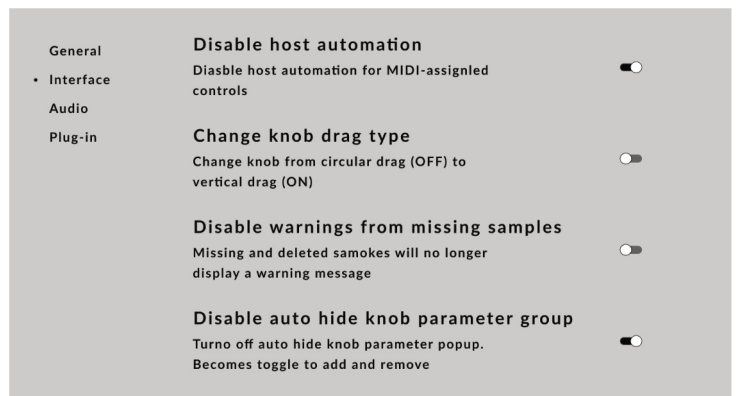 General
• Interface
Audio
Plug-in
Disable host automation
Diasble host automation for MIDI-assignled
controls
Change knob drag type
Change knob from circular drag (OFF) to
vertical drag (ON)
Disable warnings from missing samples
Missing and deleted samokes will no longer
display a warning message
Disable auto hide knob parameter group
Turno off auto hide knob parameter popup.
Becomes toggle to add and remove